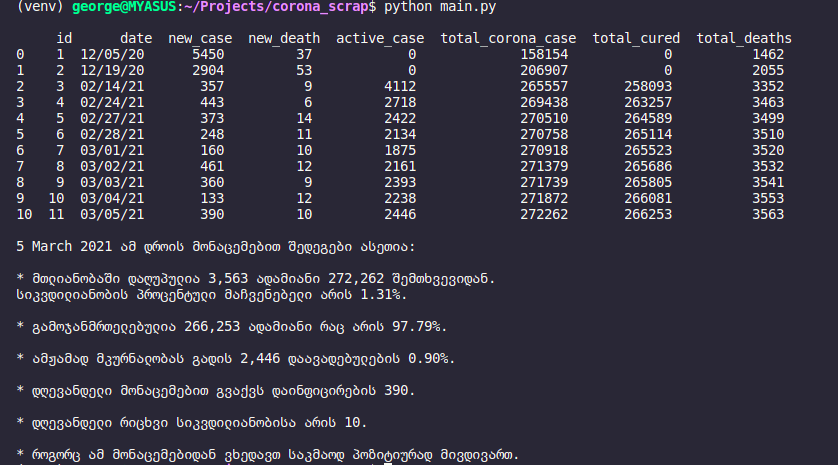 (venv) george@MYASUS:~/Projects/corona_scrap$ python main.py
id date new_case new_death active_case total_corona_case total_cured total_deaths
0 1 12/05/20 5450 37 0 158154 0 1462
1 2 12/19/20 2904 53 0 206907 0 2055
2 3 02/14/21 357 9 4112 265557 258093 3352
3 4 02/24/21 443 6 2718 269438 263257 3463
4 5 02/27/21 373 14 2422 270510 264589 3499
5 6 02/28/21 248 11 2134 270758 265114 3510
6 7 03/01/21 160 10 1875 270918 265523 3520
7 8 03/02/21 461 12 2161 271379 265686 3532
8 9 03/03/21 360 9 2393 271739 265805 3541
9 10 03/04/21 133 12 2238 271872 266081 3553
10 11 03/05/21 390 10 2446 272262 266253 3563
5 March 2021 ამ დროის მონაცემებით შედეგები ასეთია:
* მთლიანობაში დაღუპულია 3,563 ადამიანი 272,262 შემთხვევიდან.
სიკვდილიანობის პროცენტული მაჩვენებელი არის 1.31%.
* გამოჯანმრთელებულია 266,253 ადამიანი რაც არის 97.79%.
* ამჟამად მკურნალობას გადის 2,446 დაავადებულების 0.90%.
* დღევანდელი მონაცემებით გვაქვს დაინფიცირების 390.
* დღევანდელი რიცხვი სიკვდილიანობისა არის 10.
* როგორც ამ მონაცემებიდან ვხედავთ საკმაოდ პოზიტიურად მივდივართ.